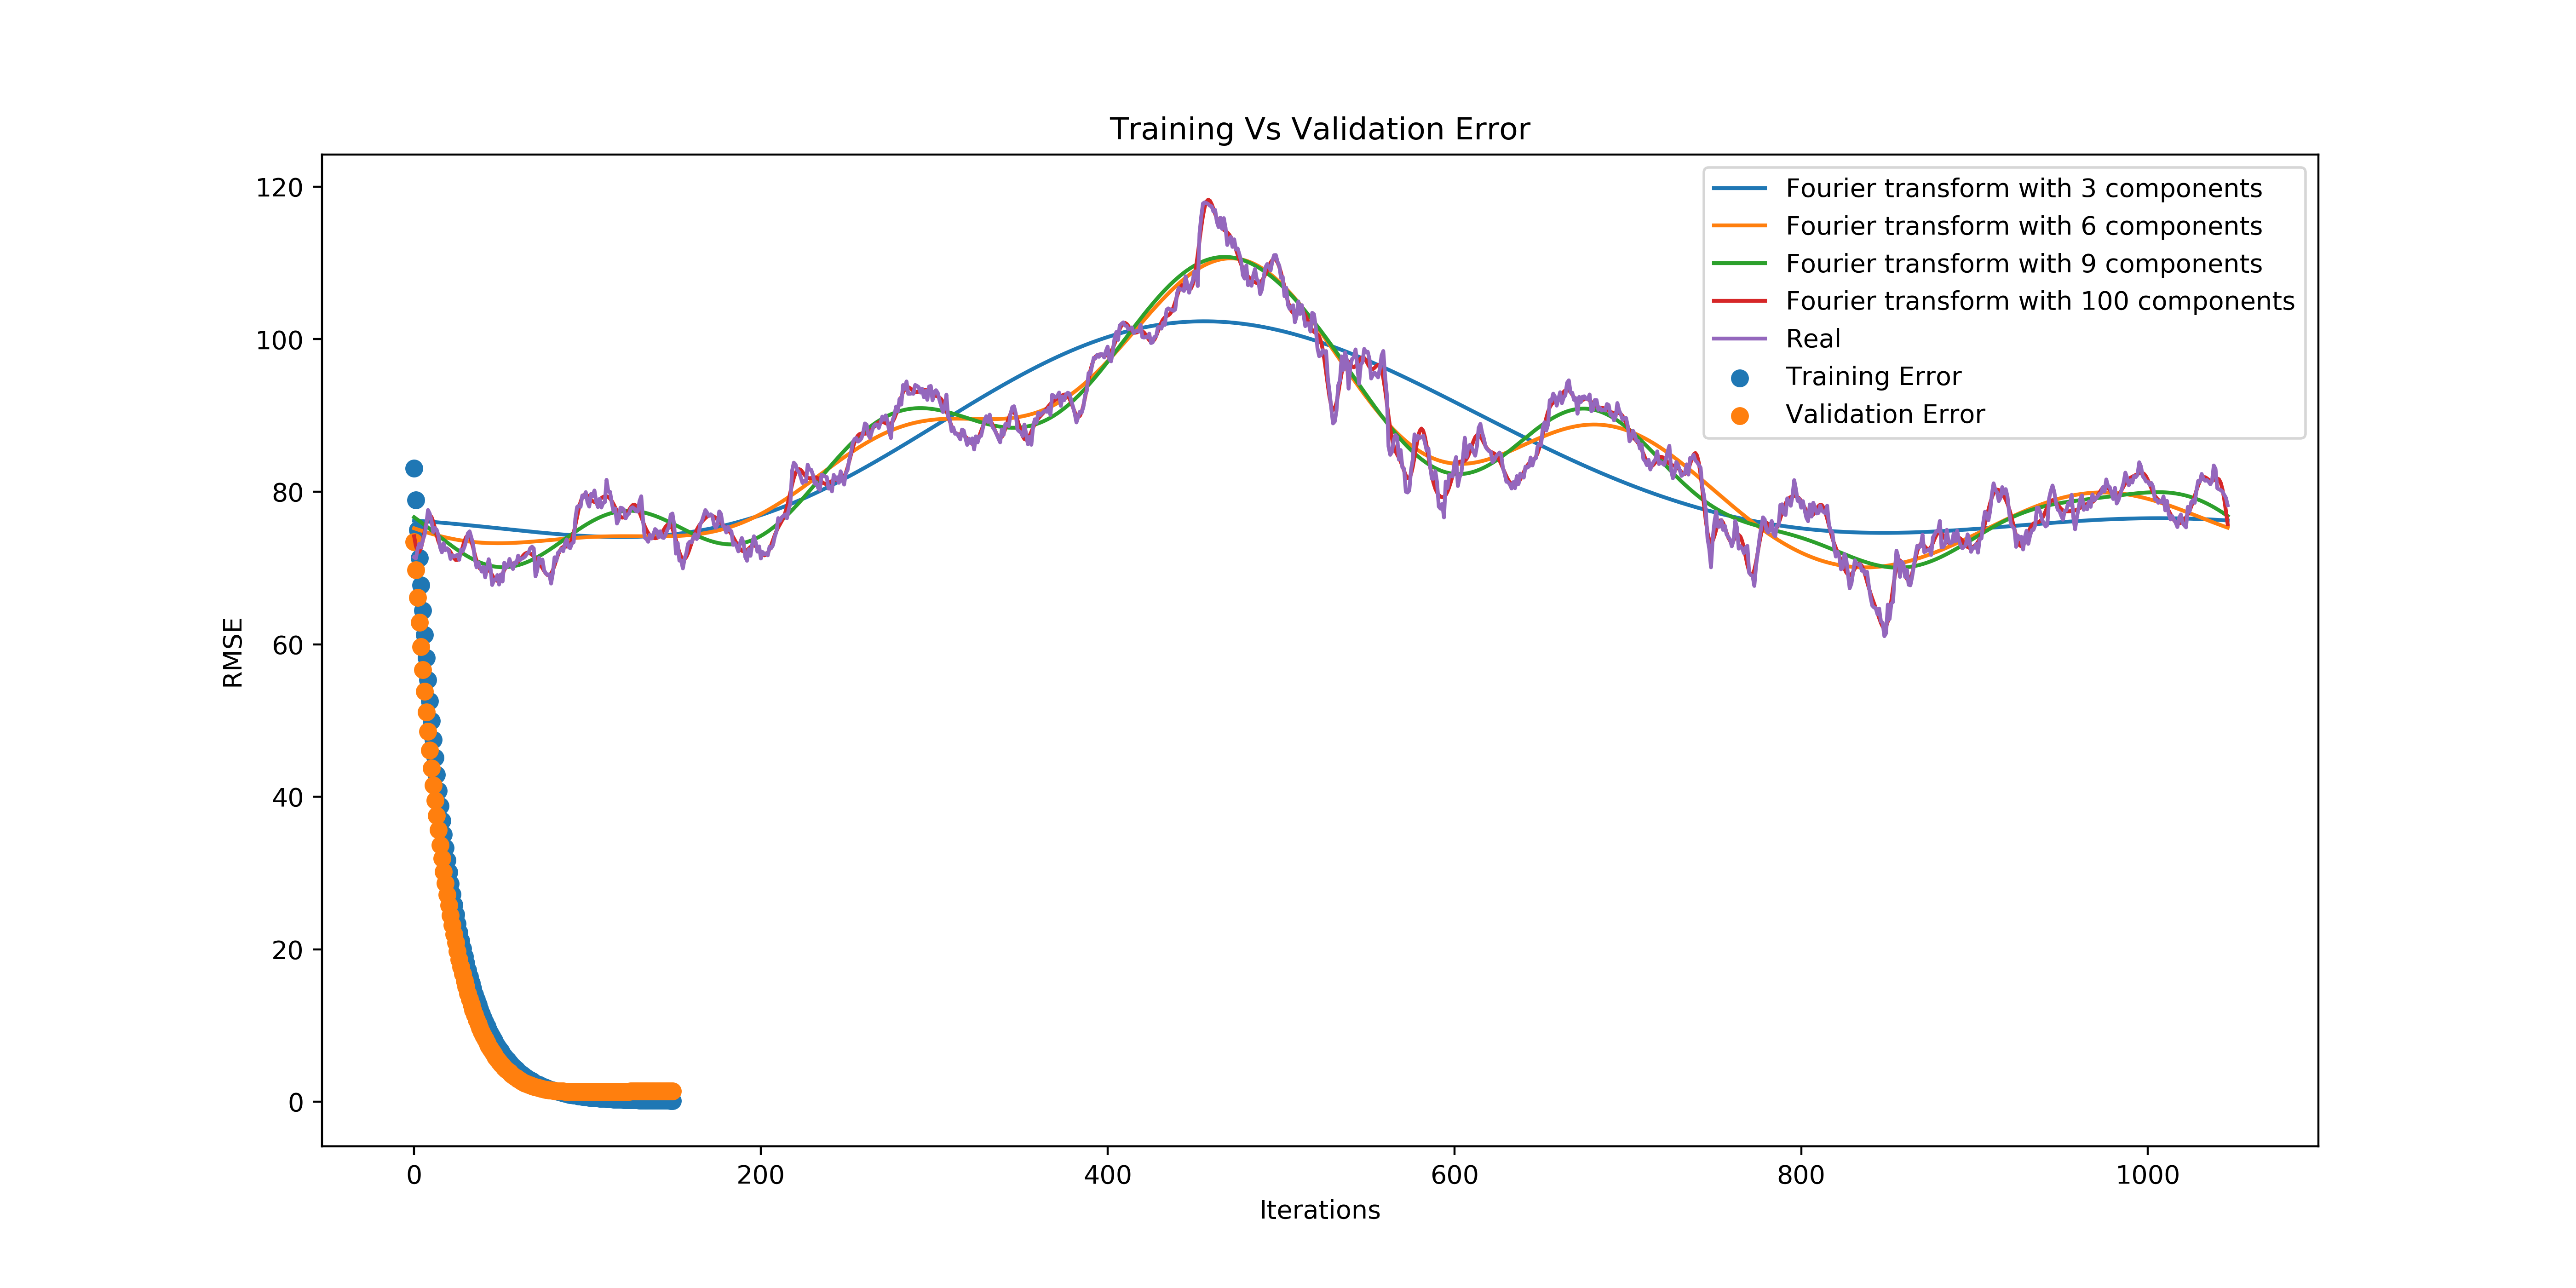 Training Vs Validation Error
120
100
80
60
40
20
0
RMSE
0 200 400 600 800 1000
Iterations
Fourier transform with 3 components
Fourier transform with 6 components
Fourier transform with 9 components
Fourier transform with 100 components
Real
Training Error
Validation Error